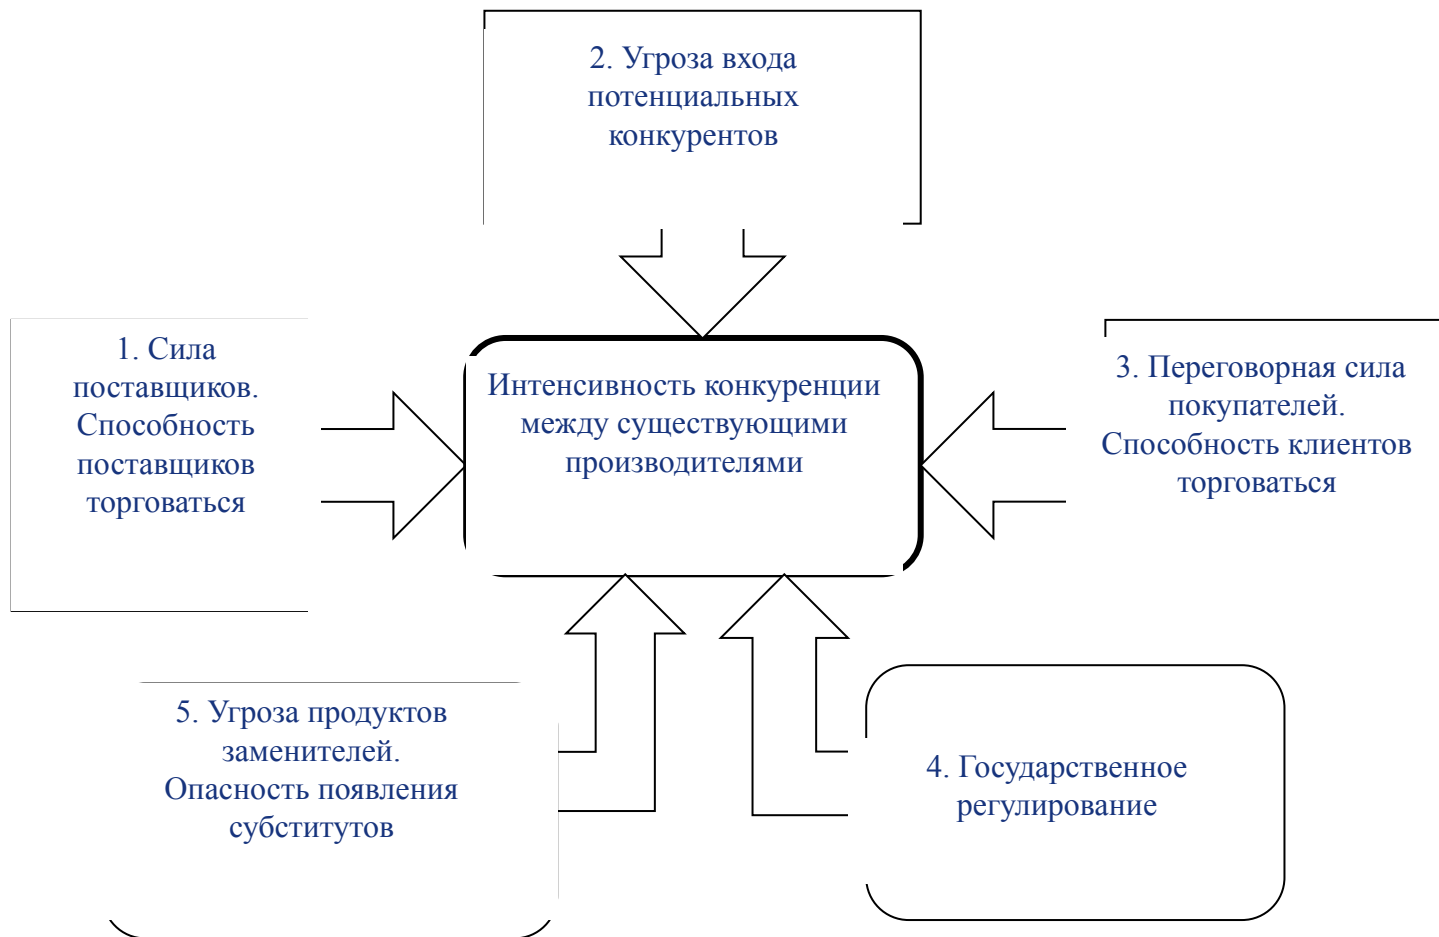 2. Угроза входа
потенциальных
конкурентов
1. Сила
поставщиков.
Способность
поставщиков
торговаться
Интенсивность конкуренции
между существующими
производителями
3. Переговорная сила
покупателей.
Способность клиентов
торговаться
5. Угроза продуктов
заменителей.
Опасность появления
субститутов
4. Государственное
регулирование